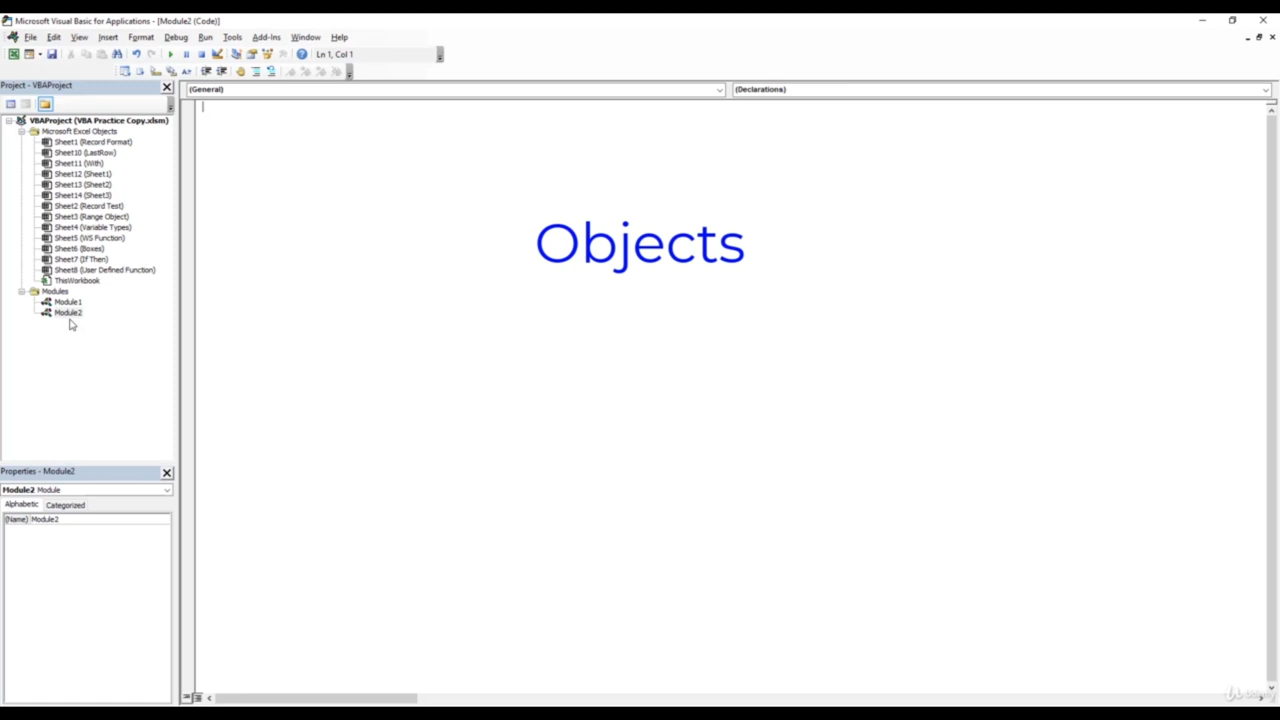 Microsoft Visual Basic for Applications - [Module2 (Code)]
File Edit View Insert Format Debug Run Tools Add-Ins Window Help
Ln 1, Col 1
Project - VBAProject
(General)
(Declarations)
VBAProject (VBA Practice Copy.xlsm)
Microsoft Excel Objects
Sheet1 (Record Format)
Sheet10 (LastRow)
Sheet11 (With)
Sheet12 (Sheet1)
Sheet13 (Sheet2)
Sheet14 (Sheet3)
Sheet2 (Record Test)
Sheet3 (Range Object)
Sheet4 (Variable Types)
Sheet5 (WS Function)
Sheet6 (Boxes)
Sheet7 (If Then)
Sheet8 (User Defined Function)
ThisWorkbook
Modules
Module1
Module2
Objects
Properties - Module2
Module2 Module
Alphabetic Categorized
(Name) Module2
Udemy